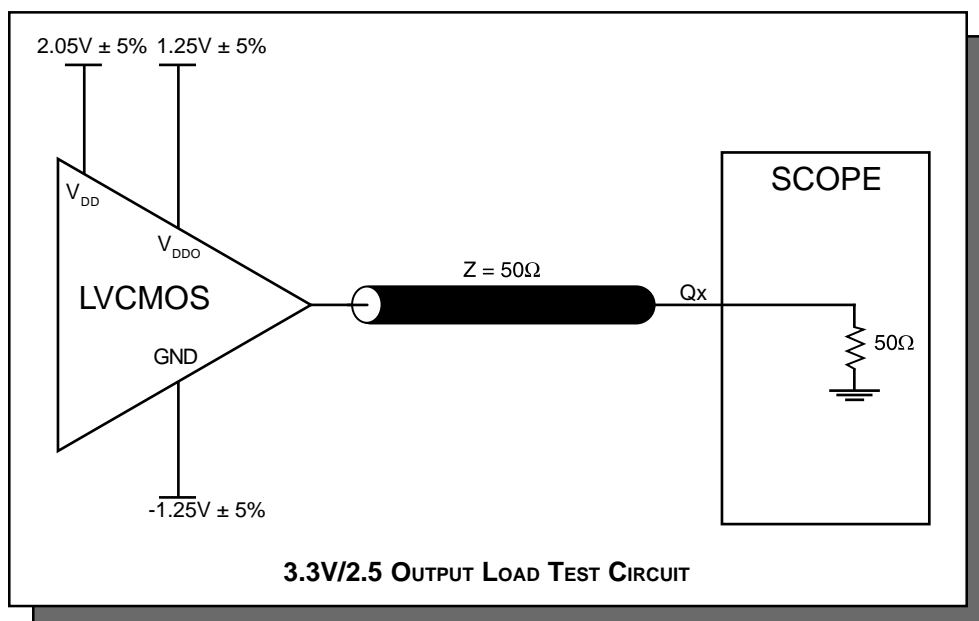 2.05V ± 5% 1.25V ± 5%
VDD
VDDO
LVCMOS
GND
-1.25V ± 5%
Z = 50Ω
Qx
SCOPE
50Ω
3.3V/2.5 OUTPUT LOAD TEST CIRCUIT